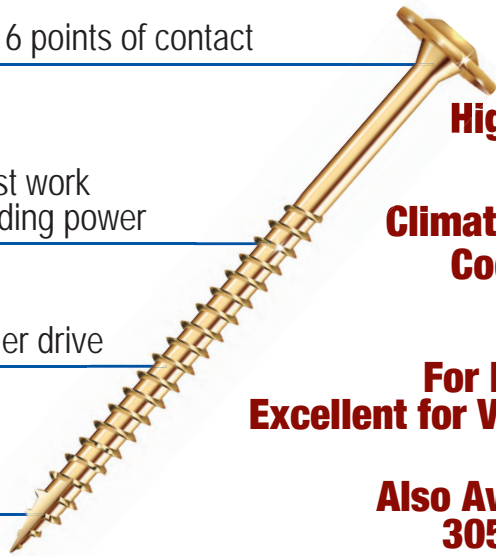 6 points of contact
Hig
st work
ding power
Climat
Co
er drive
For
Excellent for
Also Av
305